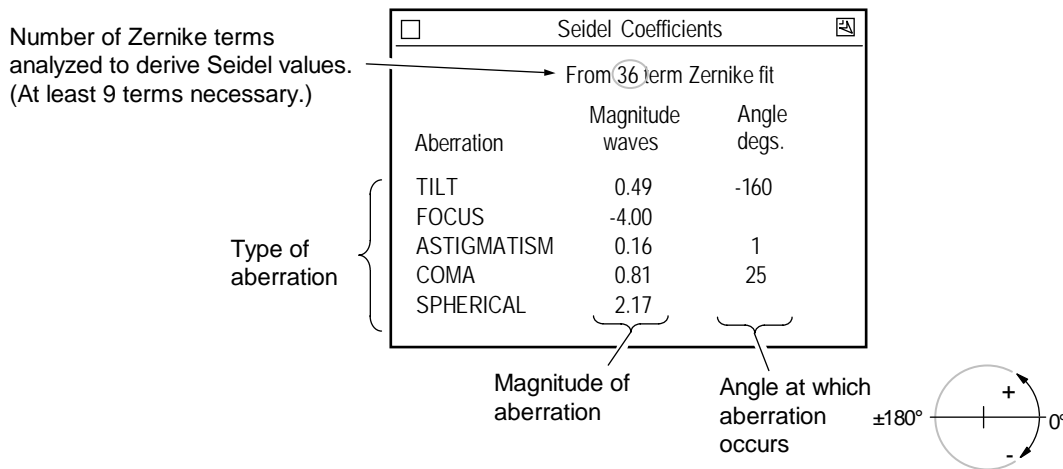 Number of Zernike terms
analyzed to derive Seidel values.
(At least 9 terms necessary.)
Seidel Coefficients
From 36 term Zernike fit
Aberration Magnitude waves Angle degs.
TILT 0.49 -160
FOCUS -4.00
ASTIGMATISM 0.16 1
COMA 0.81 25
SPHERICAL 2.17
Type of
aberration
Magnitude of
aberration
Angle at which
aberration
occurs
±180°
+
-
0°